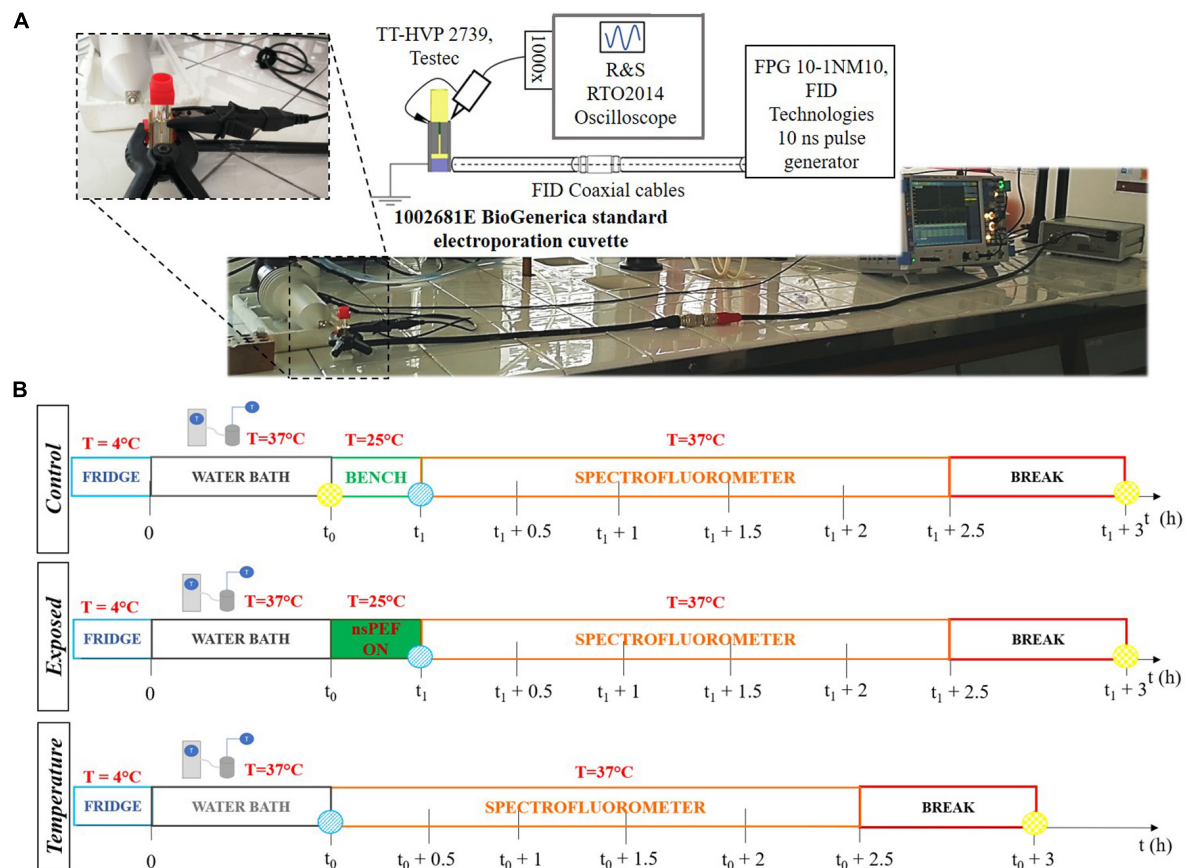 A
TT-HVP 2739,
Testec
1000x
R&S
RTO2014
Oscilloscope
FPG 10-1NM10,
FID
Technologies
10 ns pulse
generator
FID Coaxial cables
1002681E BioGenerica standard
electroporation cuvette
B
Control
T = 4°C
T
T
T=37°C
T=25°C
T=37°C
FRIDGE
WATER BATH
BENCH
SPECTROFLUOROMETER
BREAK
0
t₀
t₁
t₁ + 0.5
t₁ + 1
t₁ + 1.5
t₁ + 2
t₁ + 2.5
t₁ + 3
t (h)
Exposed
T = 4°C
T
T
T=37°C
T=25°C
T=37°C
FRIDGE
WATER BATH
nsPEF
ON
SPECTROFLUOROMETER
BREAK
0
t₀
t₁
t₁ + 0.5
t₁ + 1
t₁ + 1.5
t₁ + 2
t₁ + 2.5
t₁ + 3
t (h)
Temperature
T = 4°C
T
T
T=37°C
T=37°C
FRIDGE
WATER BATH
SPECTROFLUOROMETER
BREAK
0
t₀
t₀ + 0.5
t₀ + 1
t₀ + 1.5
t₀ + 2
t₀ + 2.5
t₀ + 3
t (h)